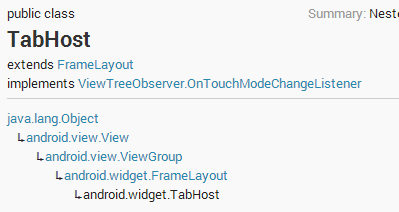 public class
Summary: Neste
TabHost
extends FrameLayout
implements ViewTreeObserver.OnTouchModeChangeListener
java.lang.Object
↳android.view.View
↳android.view.ViewGroup
↳android.widget.FrameLayout
↳android.widget.TabHost